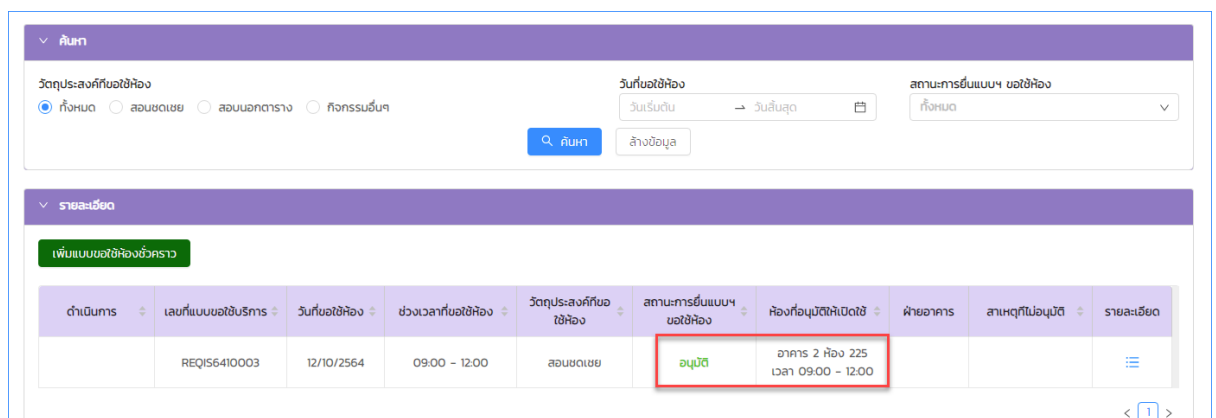 ค้นหา
วัตถุประสงค์ที่ขอใช้ห้อง
ทั้งหมด สอนชดเชย สอบนอกตาราง กิจกรรมอื่นๆ
วันที่ขอใช้ห้อง
วันเริ่มต้น → วันสิ้นสุด
สถานะการยื่นแบบฯ ขอใช้ห้อง
ทั้งหมด
ค้นหา ล้างข้อมูล
รายละเอียด
เพิ่มแบบขอใช้ห้องชั่วคราว
ดำเนินการ เลขที่แบบขอใช้บริการ วันที่ขอใช้ห้อง ช่วงเวลาที่ขอใช้ห้อง วัตถุประสงค์ที่ขอ สถานะการยื่นแบบฯ ห้องที่อนุมัติให้เปิดใช้ ฝ่ายอาคาร สาเหตุที่ไม่อนุมัติ รายละเอียด
ใช้ห้อง ขอใช้ห้อง
REQIS6410003 12/10/2564 09:00 - 12:00 สอนชดเชย อนุมัติ อาคาร 2 ห้อง 225
เวลา 09:00 - 12:00
< 1 >